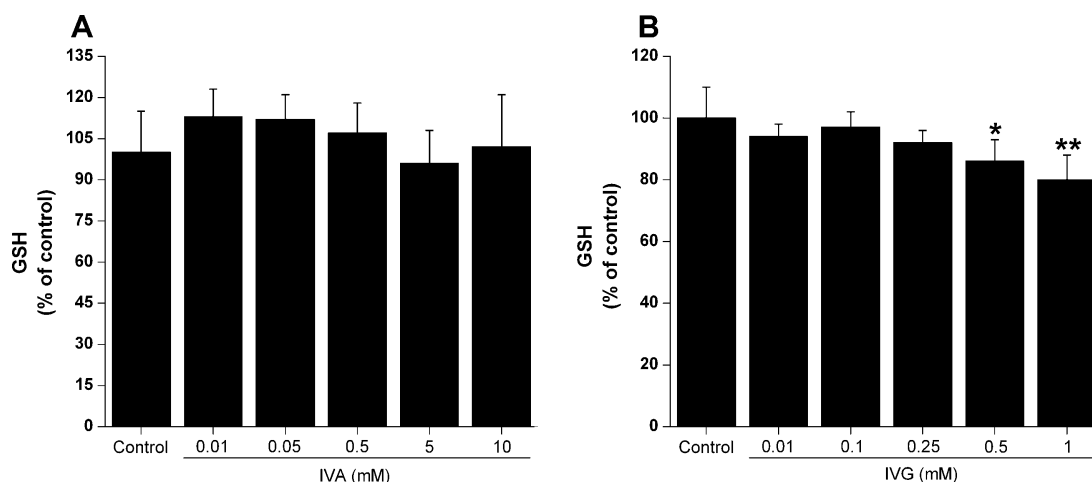 A
135
120
105
90
75
60
45
30
15
0
GSH
(% of control)
Control 0.01 0.05 0.5 5 10
IVA (mM)
B
120
100
80
60
40
20
0
GSH
(% of control)
*
**
Control 0.01 0.1 0.25 0.5 1
IVG (mM)